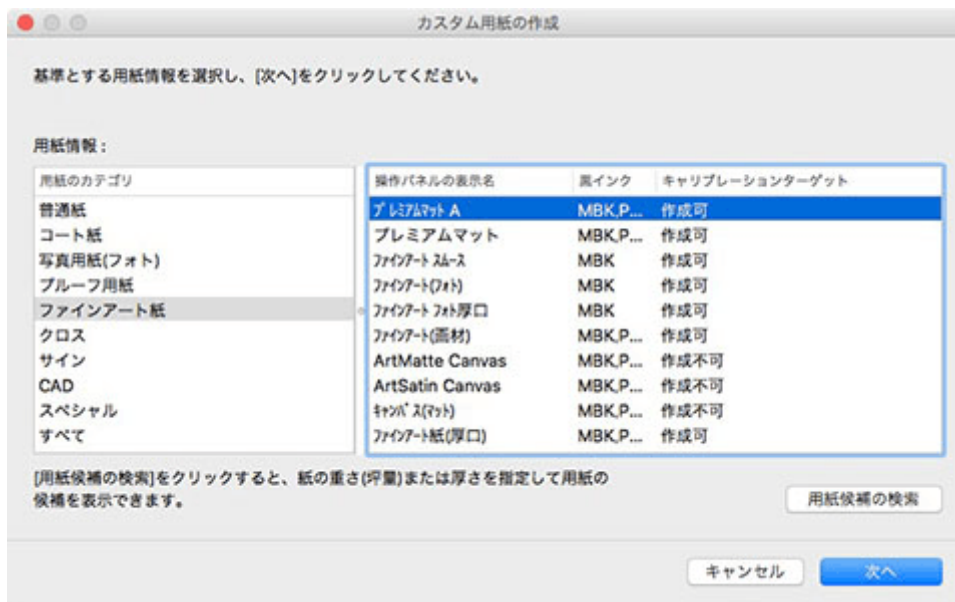 カスタム用紙の作成
基準とする用紙情報を選択し、[次へ]をクリックしてください。
用紙情報：
用紙のカテゴリ
普通紙
コート紙
写真用紙(フォト)
プルーフ用紙
ファインアート紙
クロス
サイン
CAD
スペシャル
すべて
操作パネルの表示名 黒インク キャリブレーションターゲット
ﾌﾟﾚﾐｱﾑﾏｯﾄ A MBK,P... 作成可
プレミアムマット MBK,P... 作成可
ﾌｧｲﾝｱｰﾄ ｽﾑｰｽ MBK 作成可
ﾌｧｲﾝｱｰﾄ(ﾌｫﾄ) MBK 作成可
ﾌｧｲﾝｱｰﾄ ﾌｫﾄ厚口 MBK 作成可
ﾌｧｲﾝｱｰﾄ(画材) MBK,P... 作成可
ArtMatte Canvas MBK,P... 作成不可
ArtSatin Canvas MBK,P... 作成不可
ｷｬﾝﾊﾞｽ(ﾏｯﾄ) MBK,P... 作成不可
ﾌｧｲﾝｱｰﾄ紙(厚口) MBK,P... 作成可
[用紙候補の検索]をクリックすると、紙の重さ(坪量)または厚さを指定して用紙の
候補を表示できます。
用紙候補の検索
キャンセル
次へ